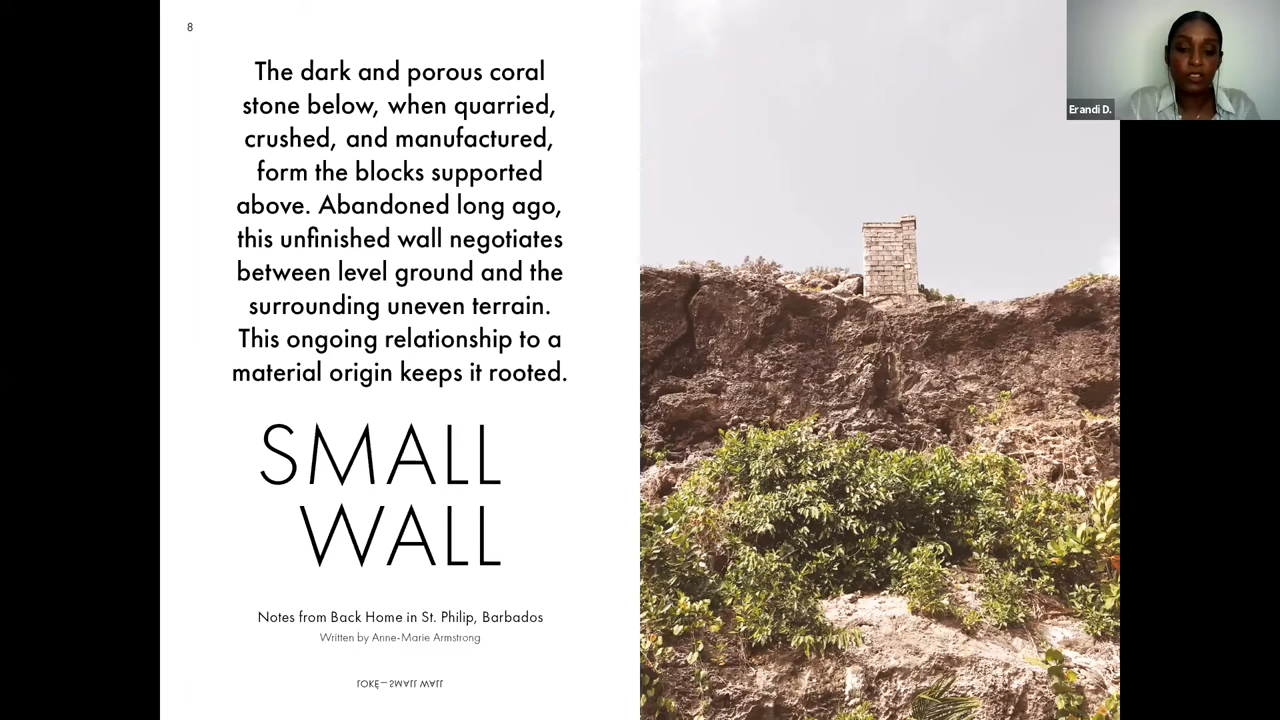 8
The dark and porous coral
stone below, when quarried,
crushed, and manufactured,
form the blocks supported
above. Abandoned long ago,
this unfinished wall negotiates
between level ground and the
surrounding uneven terrain.
This ongoing relationship to a
material origin keeps it rooted.
SMALL
WALL
Notes from Back Home in St. Philip, Barbados
Written by Anne-Marie Armstrong
TOKĘ—SMALL WALL
Erandi D.